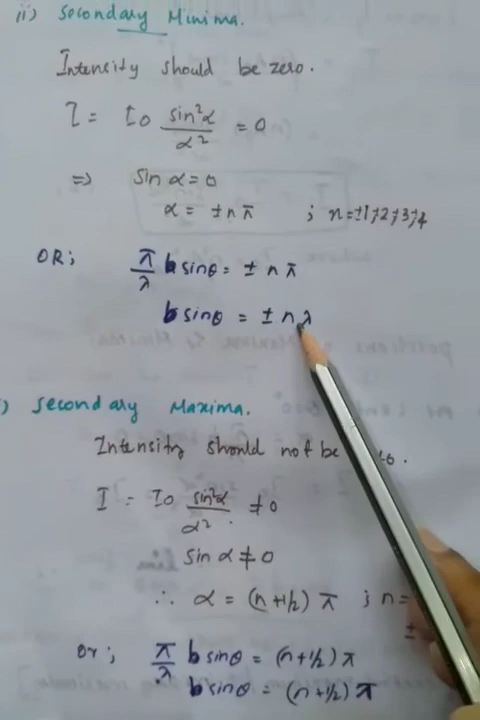 ii) Secondary Minima.
Intensity should be zero.
I = I0 sin²α / α² = 0
⇒ sin α = 0
α = ± n π ; n = ±1, ±2, ±3, ±4
OR; π/λ b sinθ = ± n π
b sinθ = ± n λ
) Secondary Maxima.
Intensity should not be
I = I0 sin²α / α² . ≠ 0
sin α ≠ 0
∴ α = (n+1/2) π ; n =
±
or; π/λ b sinθ = (n+1/2) π
b sinθ = (n+1/2) π